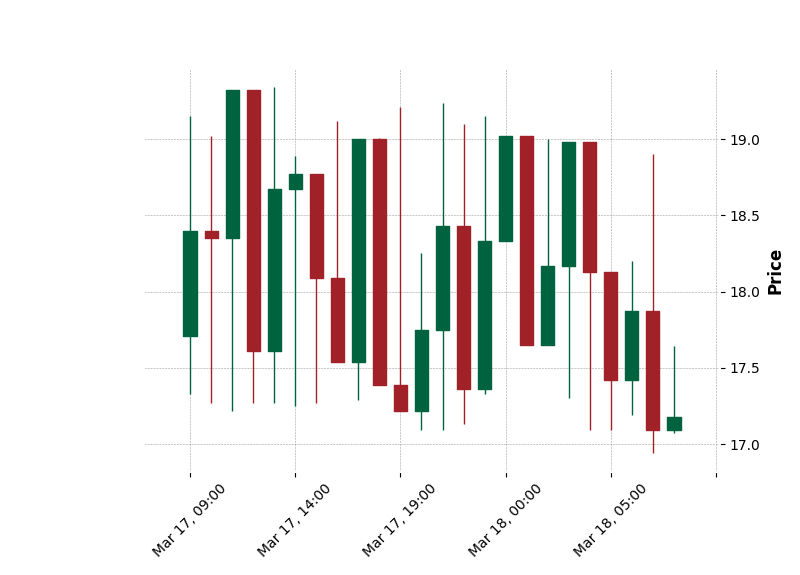 19.0
18.5
18.0
17.5
17.0
Price
Mar 17, 09:00
Mar 17, 14:00
Mar 17, 19:00
Mar 18, 00:00
Mar 18, 05:00